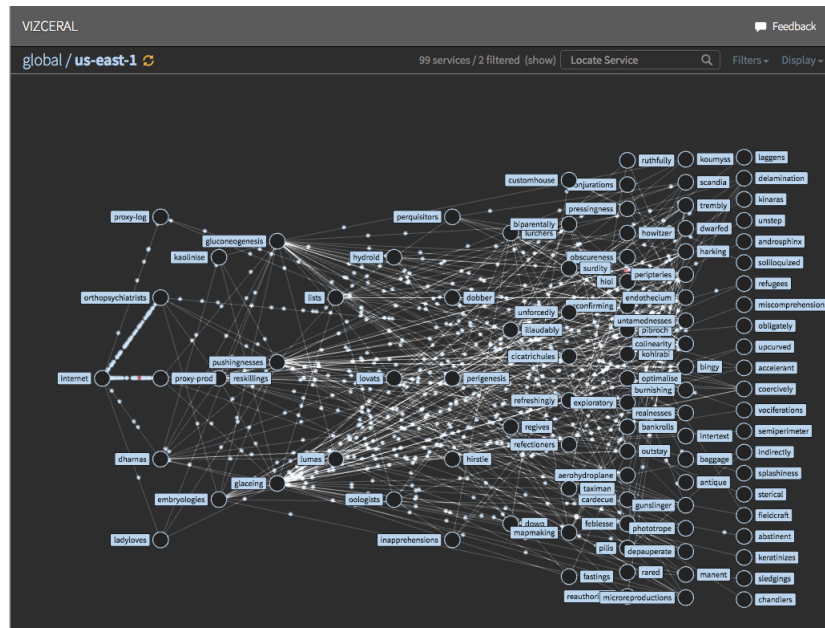 VIZCERAL
Feedback
global / us-east-1
99 services / 2 filtered (show)
Locate Service
Filters
Display
internet
proxy-log
orthopsychiatrists
proxy-prod
dharnas
ladyloves
kaolinise
reskillings
embryologies
gluconeogenesis
pushingnesses
glaceing
lists
lumas
hydroid
lovats
oologists
perquisitors
dobber
perigenesis
hirstie
inapprehensions
lurchers
illaudably
regives
down
customhouse
biparentally
surdity
unforcedly
cicatrichules
refreshingly
refectioners
taximan
mapmaking
fastings
ruthfully
conjurations
pressingness
howitzer
obscureness
hioi
confirming
pibroch
kohlrabi
optimalise
exploratory
bankrolls
outstay
aerohydroplane
cardecue
feblesse
pilis
rared
koumyss
scandia
trembly
dwarfed
harking
peripteries
endothecium
untamednesses
colinearity
bingy
burnishing
realnesses
intertext
baggage
antique
gunslinger
phototrope
depauperate
manent
microreproductions
laggens
delamination
kinaras
unstep
androsphinx
soliloquized
refugees
miscomprehension
obligately
upcurved
accelerant
coercively
vociferations
semiperimeter
indirectly
splashiness
sterical
fieldcraft
abstinent
keratinizes
sledgings
chandlers